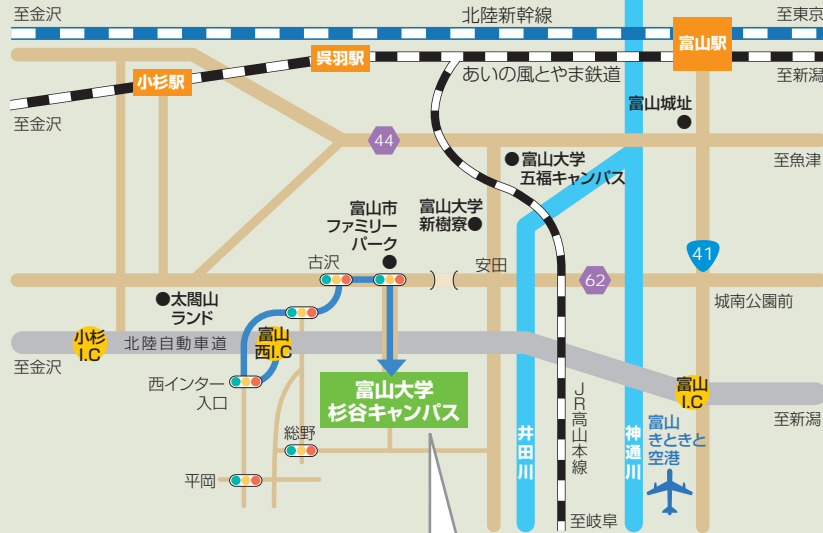 至金沢
北陸新幹線
至東京
富山駅
呉羽駅
小杉駅
あいの風とやま鉄道
至新潟
至金沢
富山城址
44
富山大学
五福キャンパス
至魚津
富山市
ファミリー
パーク
富山大学
新樹寮
古沢
安田
41
62
城南公園前
太閤山
ランド
小杉
I.C
北陸自動車道
富山
西I.C
至金沢
西インター
入口
富山大学
杉谷キャンパス
富山
I.C
至新潟
JR高山本線
井田川
神通川
富山
きときと
空港
総野
平岡
至岐阜